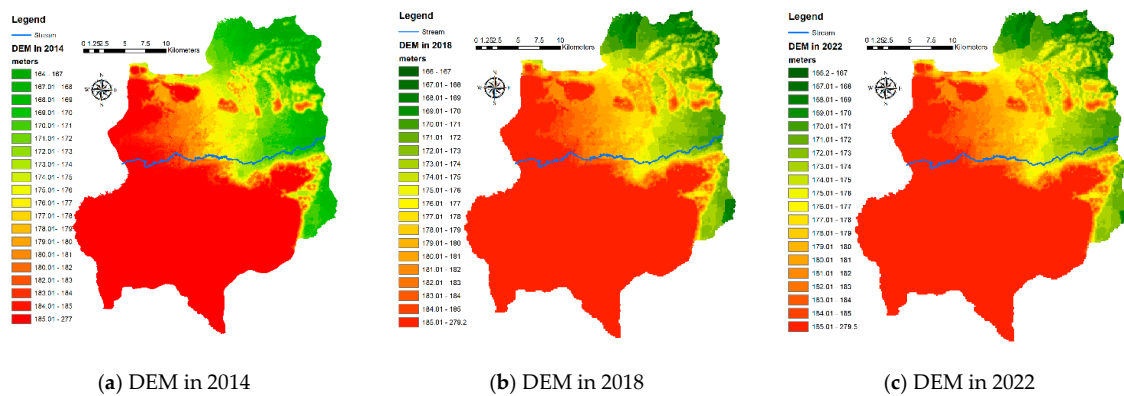 Legend
Stream
DEM in 2014
meters
0 1.25 2.5 5 7.5 10
Kilometers
N
W E
S
164 - 167
167.01 - 168
168.01 - 169
169.01 - 170
170.01 - 171
171.01 - 172
172.01 - 173
173.01 - 174
174.01 - 175
175.01 - 176
176.01 - 177
177.01 - 178
178.01 - 179
179.01 - 180
180.01 - 181
180.01 - 182
182.01 - 183
183.01 - 184
184.01 - 185
185.01 - 277
(a) DEM in 2014
Legend
Stream
DEM in 2018
meters
0 1.25 2.5 5 7.5 10
Kilometers
N
W E
S
166 - 167
167.01 - 168
168.01 - 169
169.01 - 170
170.01 - 171
171.01 - 172
172.01 - 173
173.01 - 174
174.01 - 175
175.01 - 176
176.01 - 177
177.01 - 178
178.01 - 179
179.01 - 180
180.01 - 181
181.01 - 182
182.01 - 183
183.01 - 184
184.01 - 185
185.01 - 279.2
(b) DEM in 2018
Legend
Stream
DEM in 2022
meters
0 1.25 2.5 5 7.5 10
Kilometers
N
W E
S
166.2 - 167
167.01 - 168
168.01 - 169
169.01 - 170
170.01 - 171
171.01 - 172
172.01 - 173
173.01 - 174
174.01 - 175
175.01 - 176
176.01 - 177
177.01 - 178
178.01 - 179
179.01 - 180
180.01 - 181
181.01 - 182
182.01 - 183
183.01 - 184
184.01 - 185
185.01 - 279.5
(c) DEM in 2022